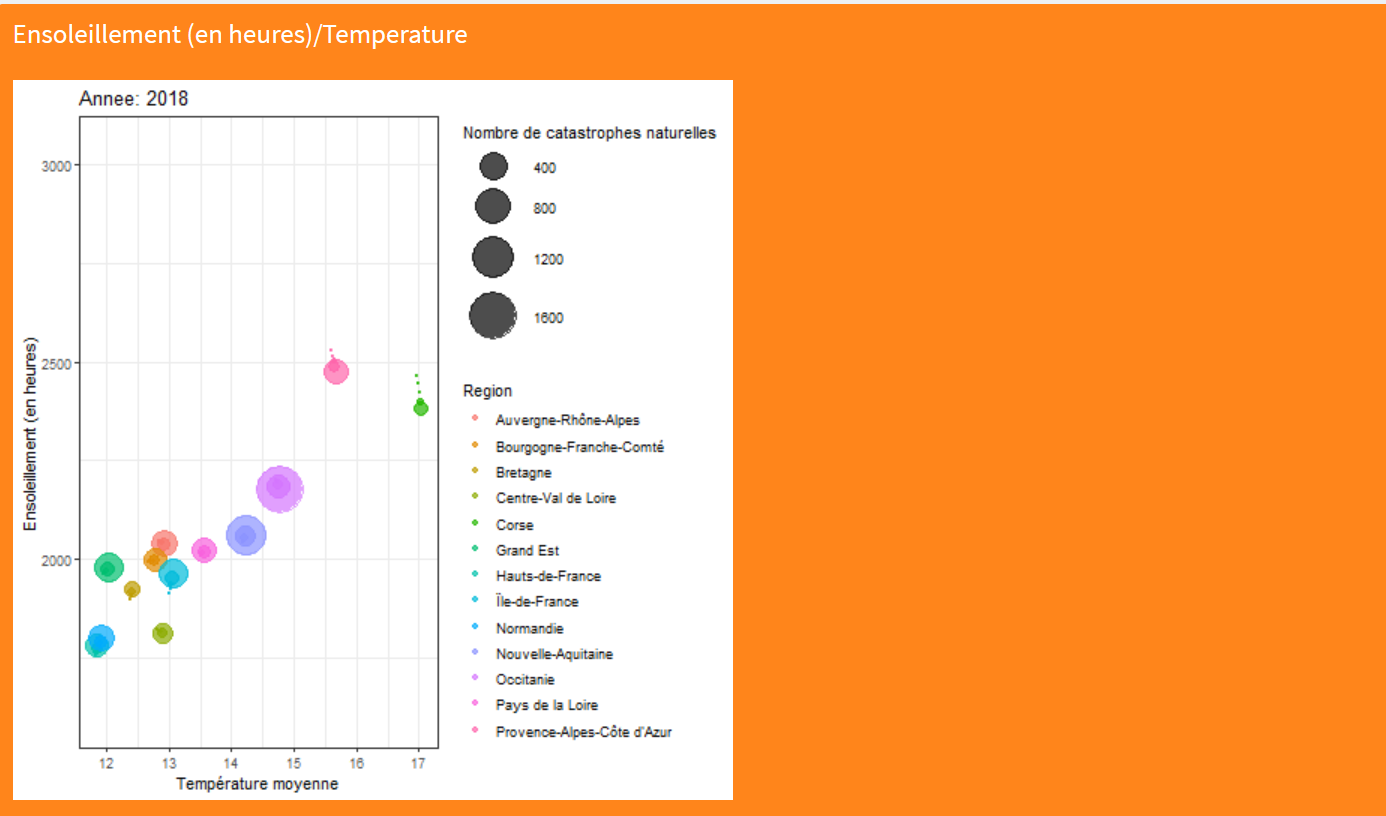 Ensoleillement (en heures)/Temperature
Annee: 2018
3000
2500
2000
Ensoleillement (en heures)
12 13 14 15 16 17
Température moyenne
Nombre de catastrophes naturelles
400
800
1200
1600
Region
Auvergne-Rhône-Alpes
Bourgogne-Franche-Comté
Bretagne
Centre-Val de Loire
Corse
Grand Est
Hauts-de-France
Île-de-France
Normandie
Nouvelle-Aquitaine
Occitanie
Pays de la Loire
Provence-Alpes-Côte d'Azur